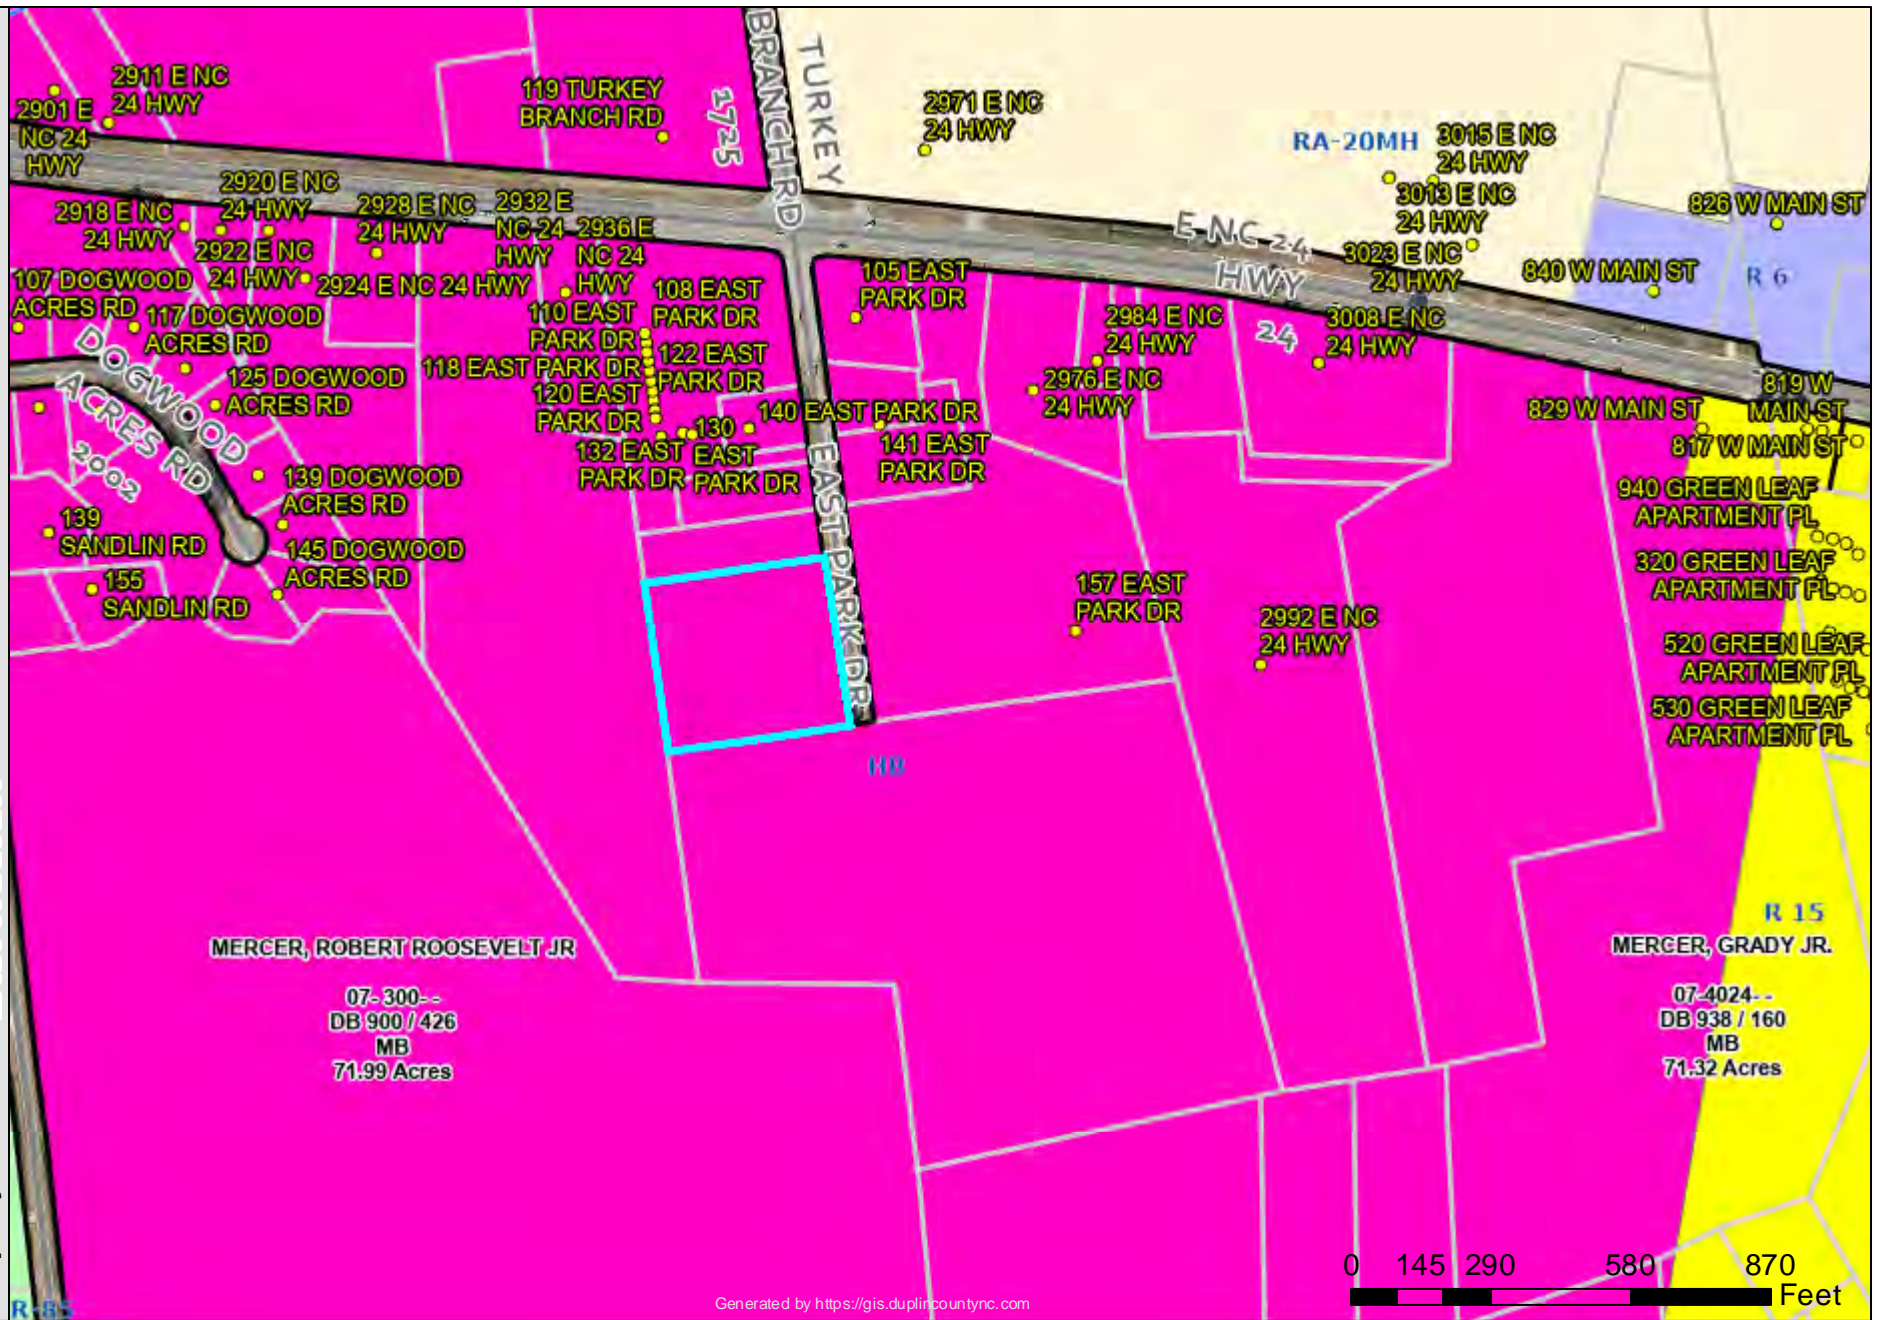 2911 E NC
24 HWY
2901 E
NC 24
HWY
119 TURKEY
BRANCH RD
1725
TURKEY
BRANCH RD
2971 E NC
24 HWY
RA-20MH
3015 E NC
24 HWY
3013 E NC
24 HWY
3023 E NC
24 HWY
826 W MAIN ST
840 W MAIN ST
R 6
2920 E NC
24 HWY
2918 E NC
24 HWY
2922 E NC
24 HWY
2928 E NC
24 HWY
2932 E
NC 24
HWY
2936 E
NC 24
HWY
2924 E NC 24 HWY
E NC 24
HWY
24
107 DOGWOOD
ACRES RD
117 DOGWOOD
ACRES RD
125 DOGWOOD
ACRES RD
DOGWOOD
ACRES RD
2002
108 EAST
PARK DR
110 EAST
PARK DR
118 EAST PARK DR
122 EAST
PARK DR
120 EAST
PARK DR
130
EAST
PARK DR
132 EAST
PARK DR
140 EAST PARK DR
105 EAST
PARK DR
141 EAST
PARK DR
2984 E NC
24 HWY
2976 E NC
24 HWY
3008 E NC
24 HWY
819 W
MAIN ST
829 W MAIN ST
817 W MAIN ST
139 DOGWOOD
ACRES RD
145 DOGWOOD
ACRES RD
139
SANDLIN RD
155
SANDLIN RD
EAST PARK DR
157 EAST
PARK DR
2992 E NC
24 HWY
940 GREEN LEAF
APARTMENT PL
320 GREEN LEAF
APARTMENT PL
520 GREEN LEAF
APARTMENT PL
530 GREEN LEAF
APARTMENT PL
HB
R 15
MERCER, ROBERT ROOSEVELT JR
07- 300- -
DB 900 / 426
MB
71.99 Acres
MERCER, GRADY JR.
07-4024- -
DB 938 / 160
MB
71.32 Acres
R-85
Generated by https://gis.duplincountync.com
0 145 290 580 870
Feet